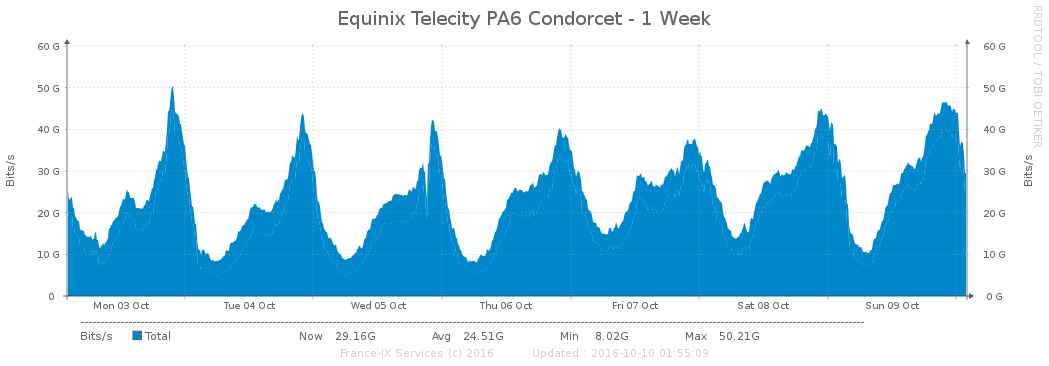 Equinix Telecity PA6 Condorcet - 1 Week
RRDTOOL / TOBI OETIKER
Bits/s
60 G
50 G
40 G
30 G
20 G
10 G
0
60 G
50 G
40 G
30 G
20 G
10 G
0 G
Bits/s
Mon 03 Oct Tue 04 Oct Wed 05 Oct Thu 06 Oct Fri 07 Oct Sat 08 Oct Sun 09 Oct
Bits/s Total Now 29.16G Avg 24.51G Min 8.02G Max 50.21G
France-IX Services (c) 2016 Updated : 2016-10-10 01:55:09